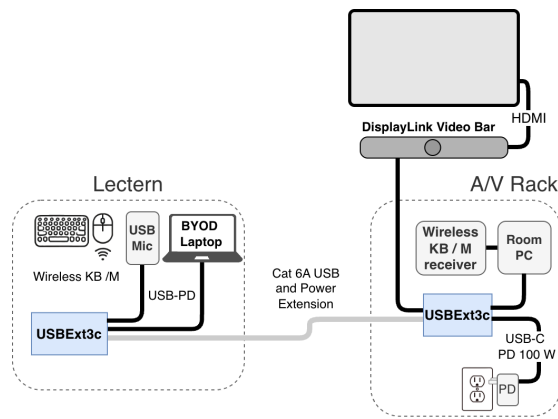 HDMI
DisplayLink Video Bar
Lectern
A/V Rack
USB
Mic
BYOD
Laptop
Wireless
KB / M
receiver
Room
PC
Wireless KB /M
USB-PD
Cat 6A USB
and Power
Extension
USBExt3c
USBExt3c
USB-C
PD 100 W
PD